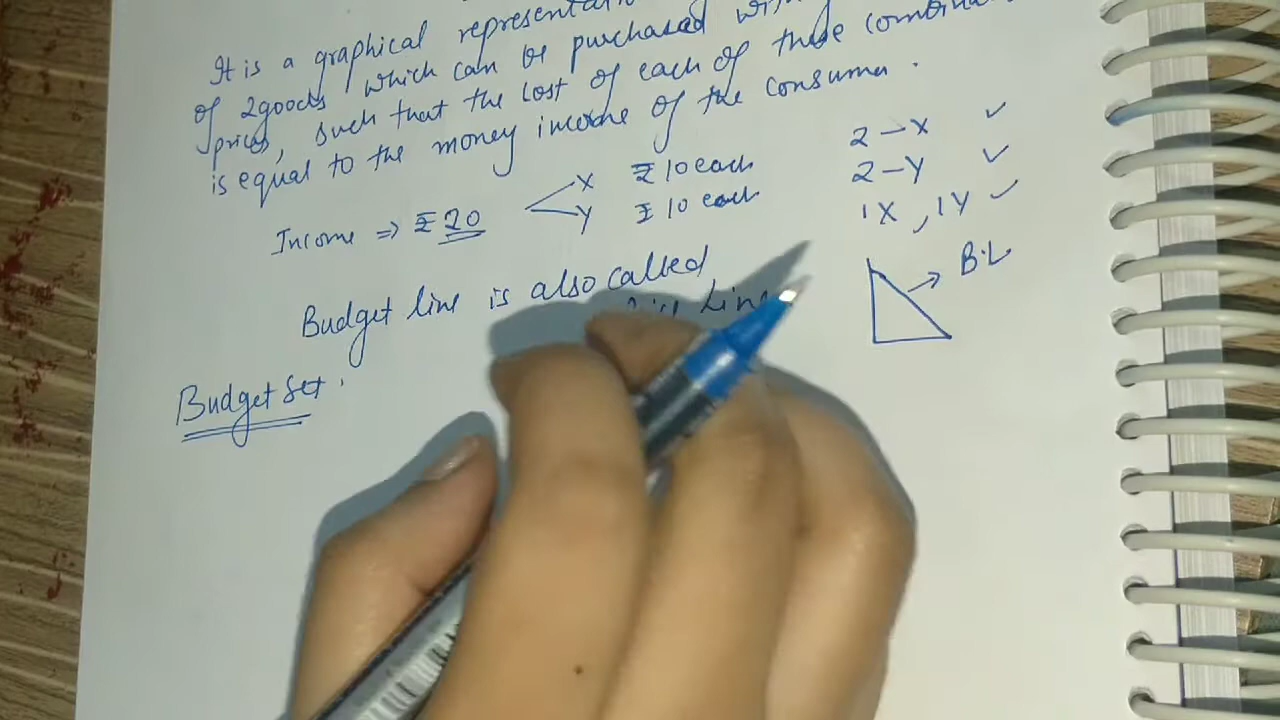 It is a graphical
of 2goods which can be purchased
prices, such that the Cost of each of these
is equal to the money income of the consumer.
Income => ₹ 20
X ₹ 10 each
Y ₹ 10 each
2-X ✓
2-Y ✓
1X, 1Y ✓
B.L
Budget line is also called
Line
Budget Set.